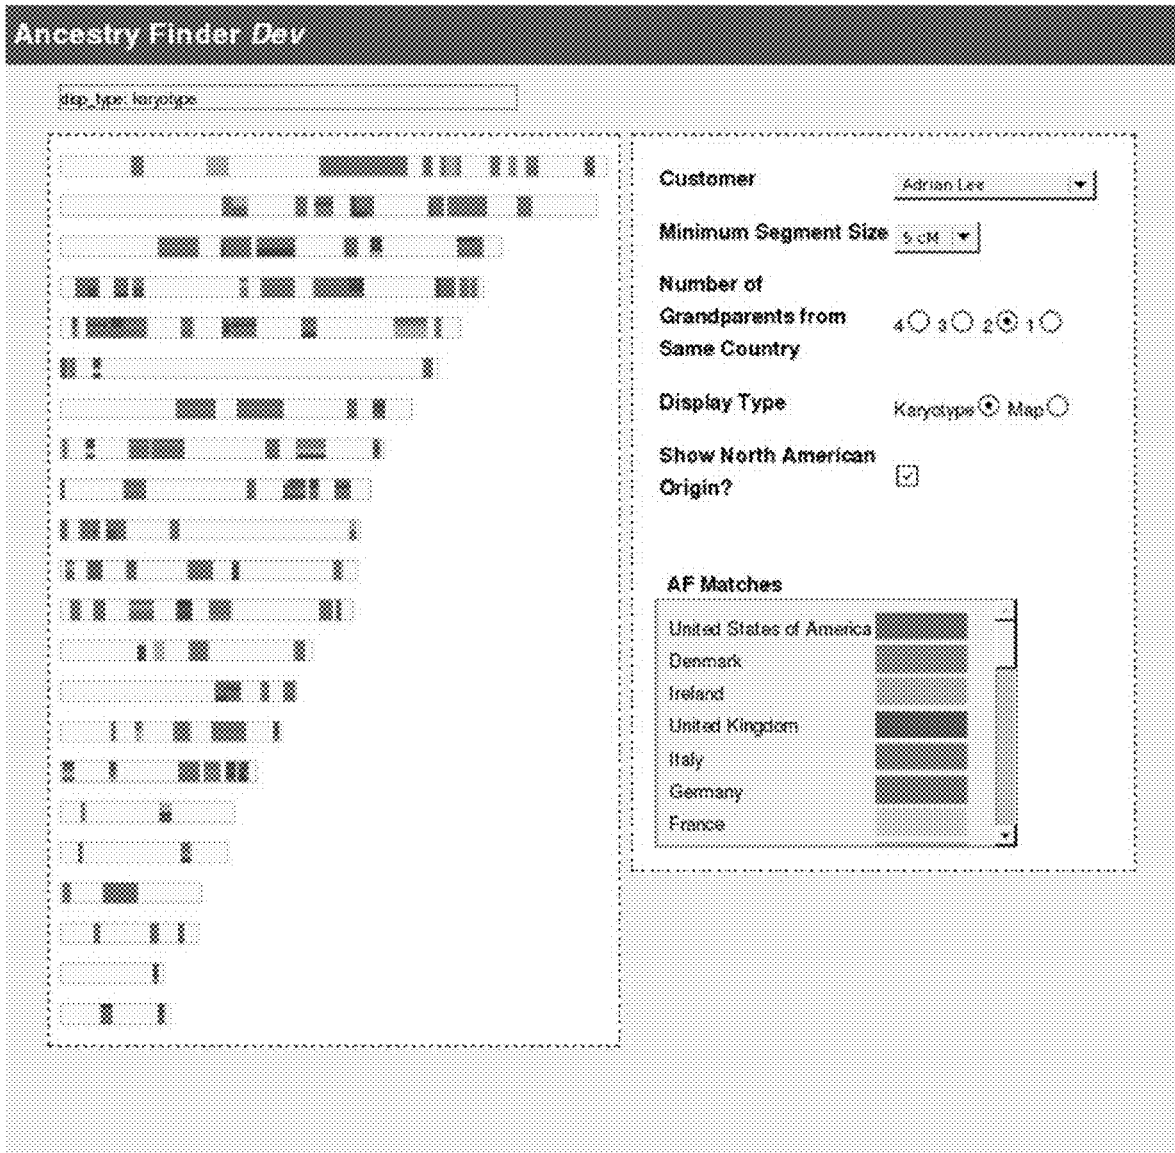 Ancestry Finder Dev
disp_type: karyotype
Customer
Adrian Lee
Minimum Segment Size
5 cM
Number of
Grandparents from
Same Country
4 3 2 1
Display Type
Karyotype Map
Show North American
Origin?
AF Matches
United States of America
Denmark
Ireland
United Kingdom
Italy
Germany
France